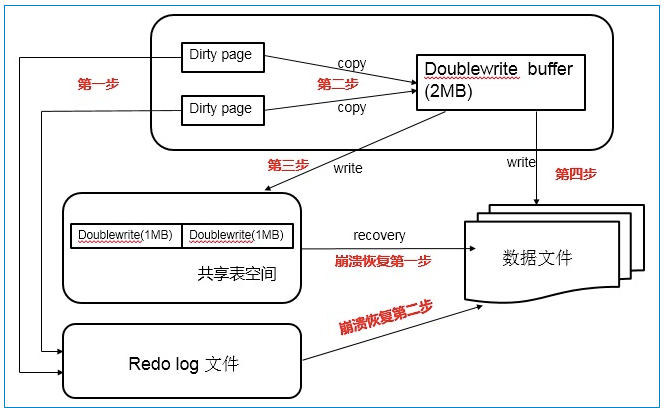 Dirty page
copy
第一步
第二步
Doublewrite buffer
(2MB)
Dirty page
copy
第三步
write
write
第四步
Doublewrite(1MB)
Doublewrite(1MB)
共享表空间
recovery
崩溃恢复第一步
数据文件
崩溃恢复第二步
Redo log 文件